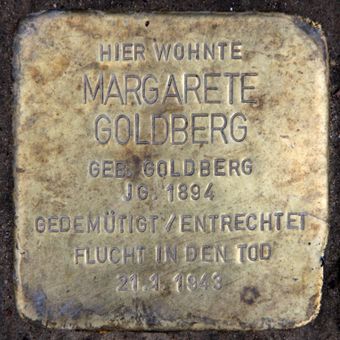 HIER WOHNTE
MARGARETE
GOLDBERG
GEB. GOLDBERG
JG. 1894
GEDEMÜTIGT / ENTRECHTET
FLUCHT IN DEN TOD
21.1.1943